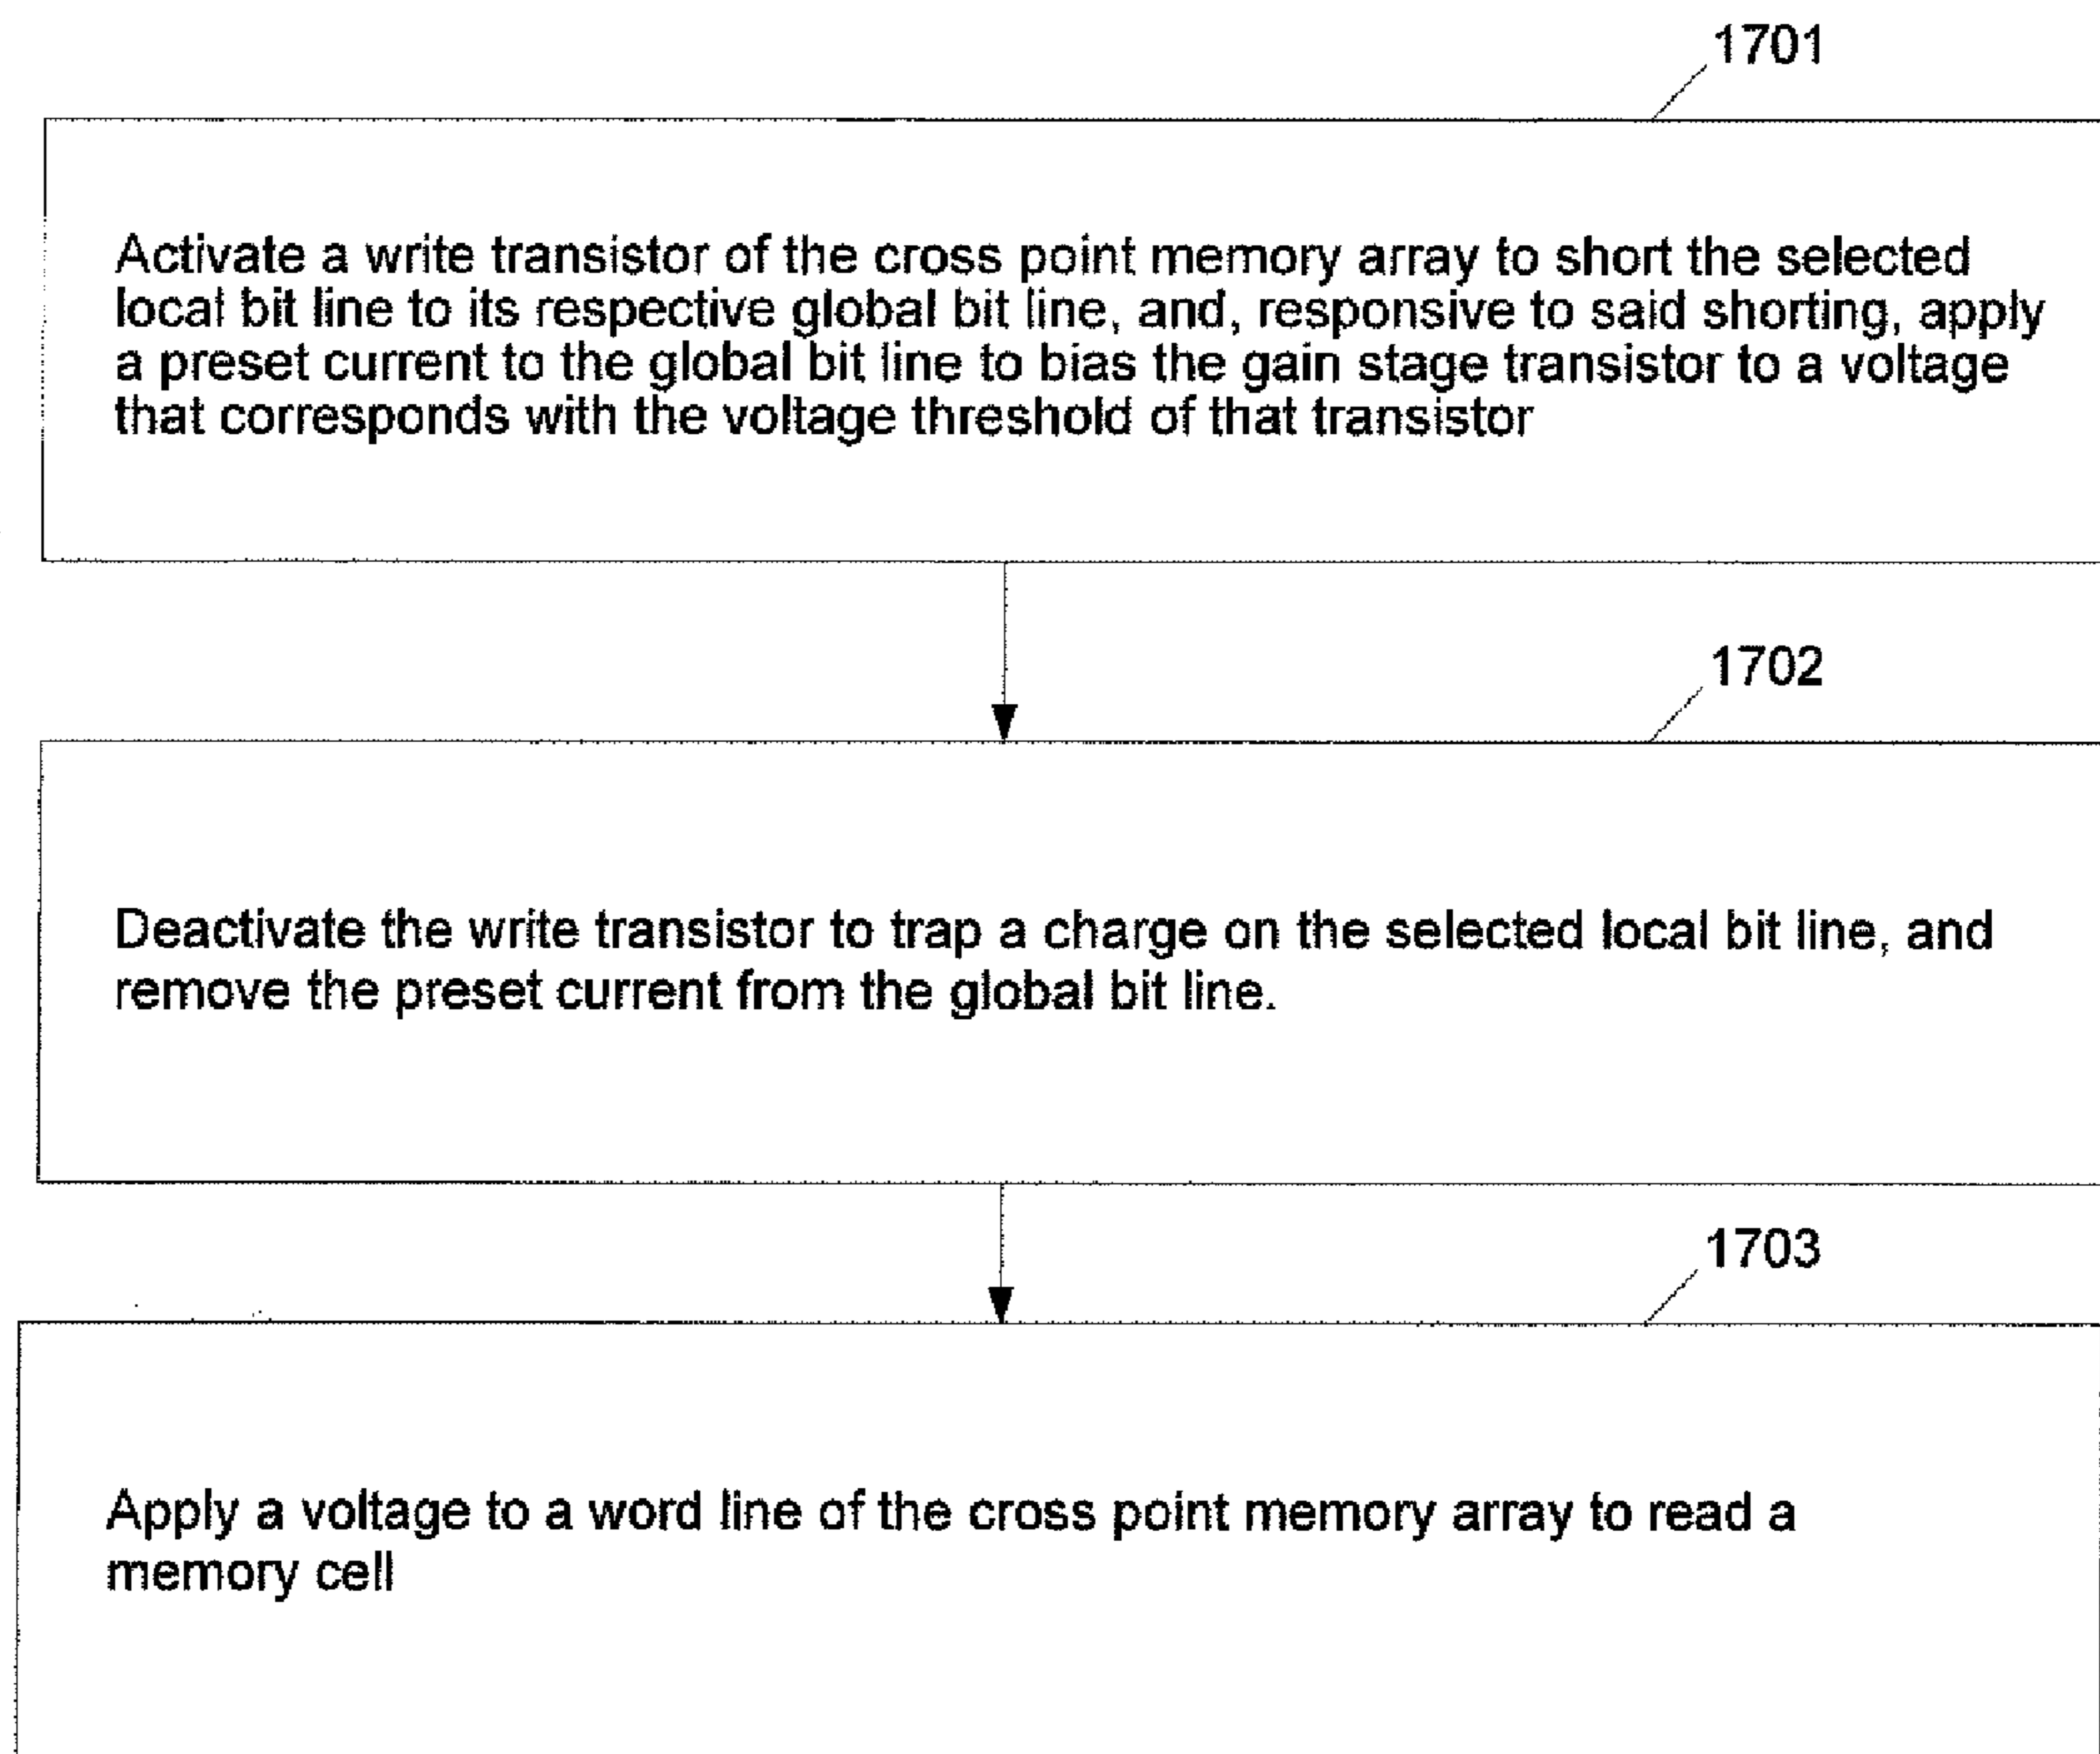 1701
Activate a write transistor of the cross point memory array to short the selected
local bit line to its respective global bit line, and, responsive to said shorting, apply
a preset current to the global bit line to bias the gain stage transistor to a voltage
that corresponds with the voltage threshold of that transistor
1702
Deactivate the write transistor to trap a charge on the selected local bit line, and
remove the preset current from the global bit line.
1703
Apply a voltage to a word line of the cross point memory array to read a
memory cell